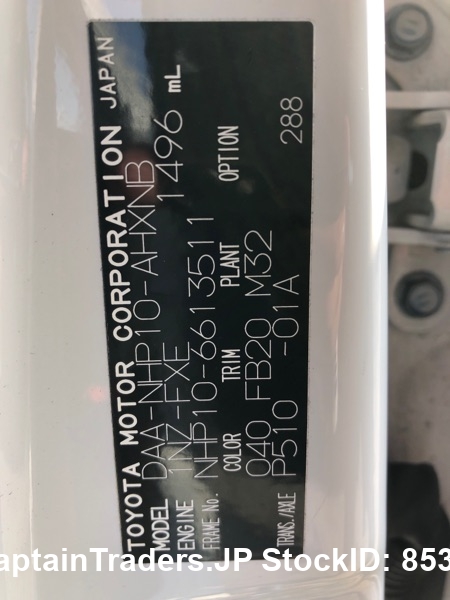 TOYOTA MOTOR CORPORATION JAPAN
MODEL DAA-NHP10-AHXNB
ENGINE 1NZ-FXE 1496 mL
FRAME No. NHP10-6613511
COLOR TRIM PLANT OPTION
040 FB20 M32 288
TRANS./AXLE P510 -01A
aptainTraders.JP StockID: 853